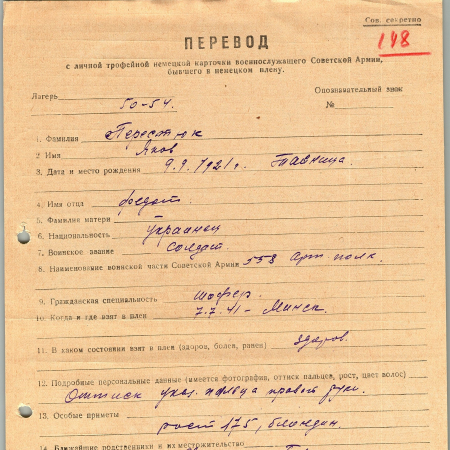 Сов. секретно
198
ПЕРЕВОД
с личной трофейной немецкой карточки военнослужащего Советской Армии,
бывшего в немецком плену.
Лагерь 50-54. Опознавательный знак
№
1. Фамилия Перестюк
2 Имя Яков
3. Дата и место рождения 9.9.1921г.
4. Имя отца Федот.
5. Фамилия матери
6. Национальность Украинец
7. Воинское звание солдат.
8. Наименование воинской части Советской Армии 558 арт. полк.
9. Гражданская специальность шофер.
10. Когда и где взят в плен 7.7.41 - Минск.
11. В каком состоянии взят в плен (здоров, болен, ранен) здоров.
12. Подробные персональные данные (имеется фотография, оттиск пальцев, рост, цвет волос)
Оттиск указ. пальца правой руки.
13. Особые приметы
рост 175, блондин.
14 Ближайшие родственники и их местожительство